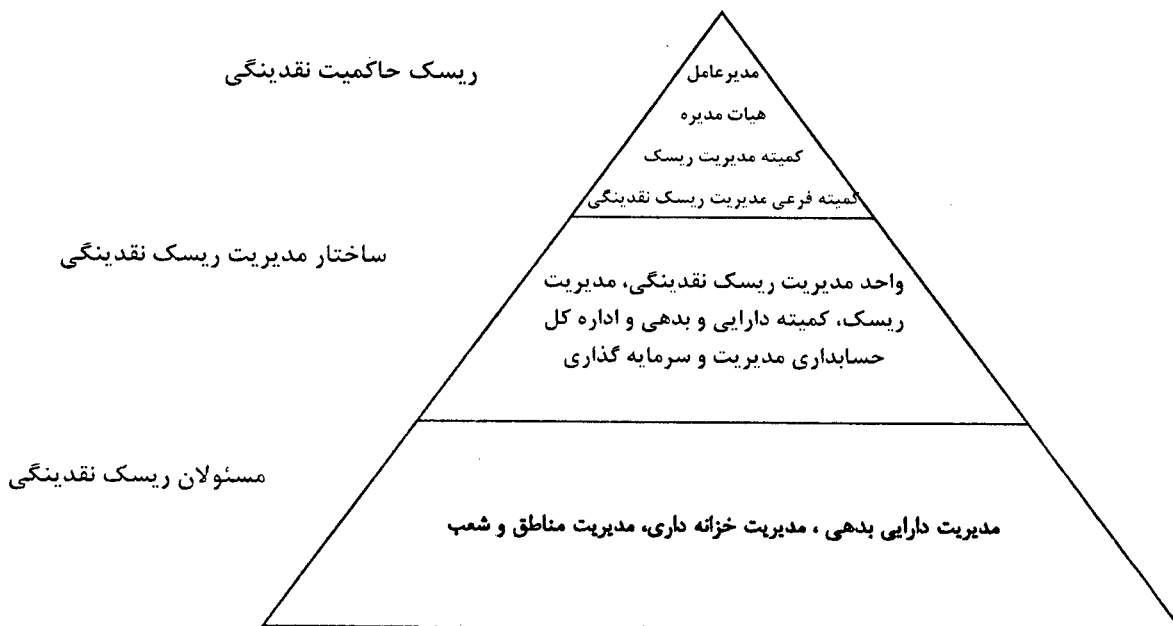 ریسک حاکمیت نقدینگی
مدیرعامل
هیات مدیره
کمیته مدیریت ریسک
کمیته فرعی مدیریت ریسک نقدینگی
ساختار مدیریت ریسک نقدینگی
واحد مدیریت ریسک نقدینگی، مدیریت
ریسک، کمیته دارایی و بدهی و اداره کل
حسابداری مدیریت و سرمایه گذاری
مسئولان ریسک نقدینگی
مدیریت دارایی بدهی ، مدیریت خزانه داری، مدیریت مناطق و شعب